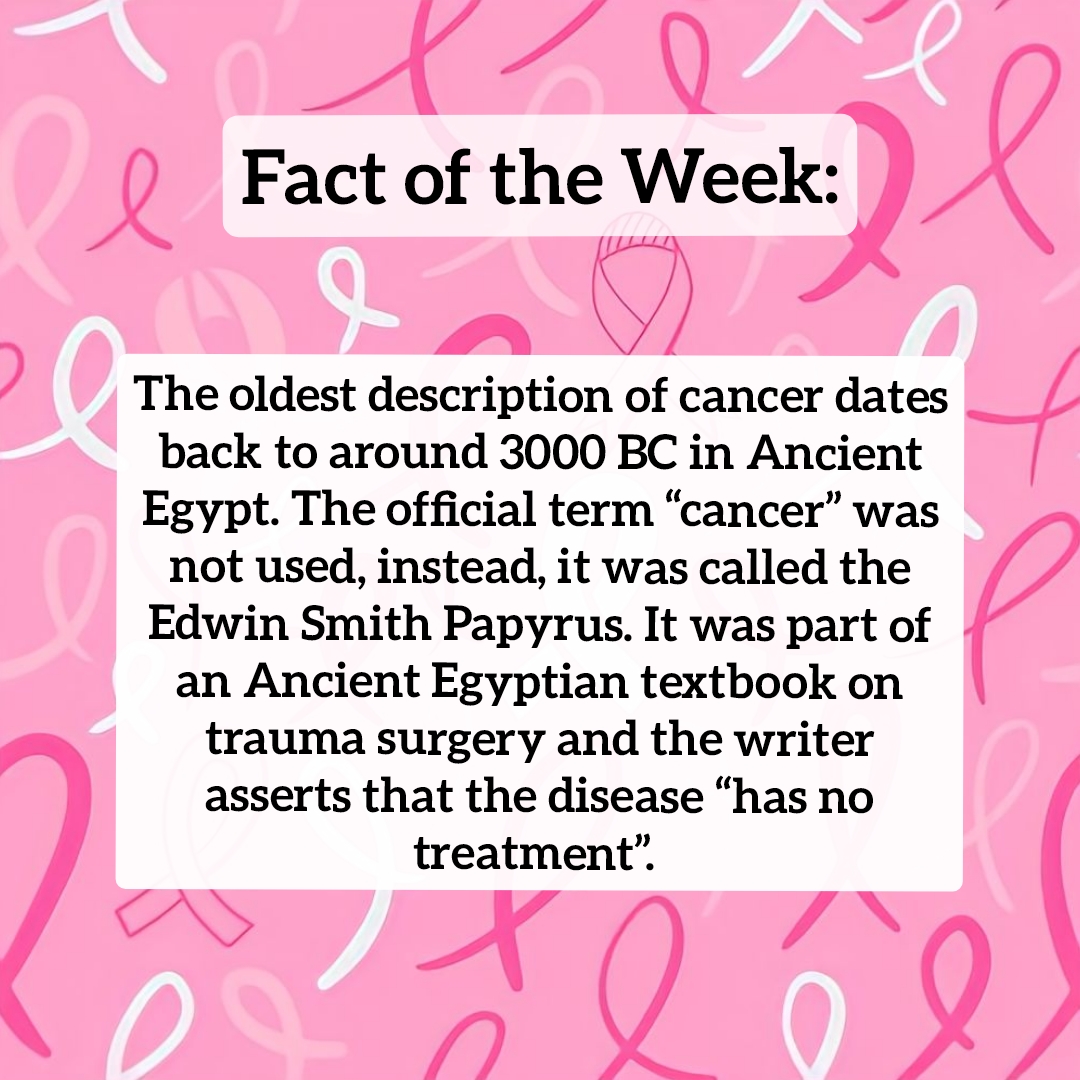 Fact of the Week:
The oldest description of cancer dates
back to around 3000 BC in Ancient
Egypt. The official term “cancer” was
not used, instead, it was called the
Edwin Smith Papyrus. It was part of
an Ancient Egyptian textbook on
trauma surgery and the writer
asserts that the disease “has no
treatment”.